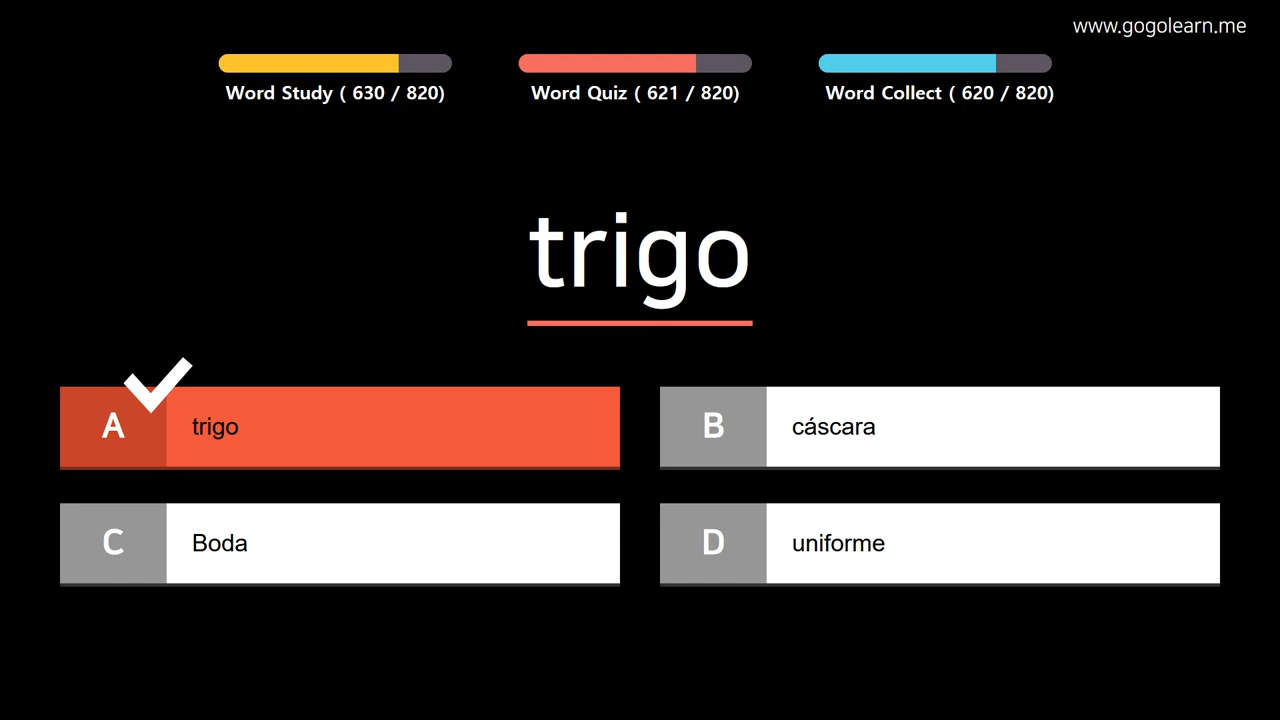 www.gogolearn.me
Word Study ( 630 / 820)
Word Quiz ( 621 / 820)
Word Collect ( 620 / 820)
trigo
A trigo
B cáscara
C Boda
D uniforme